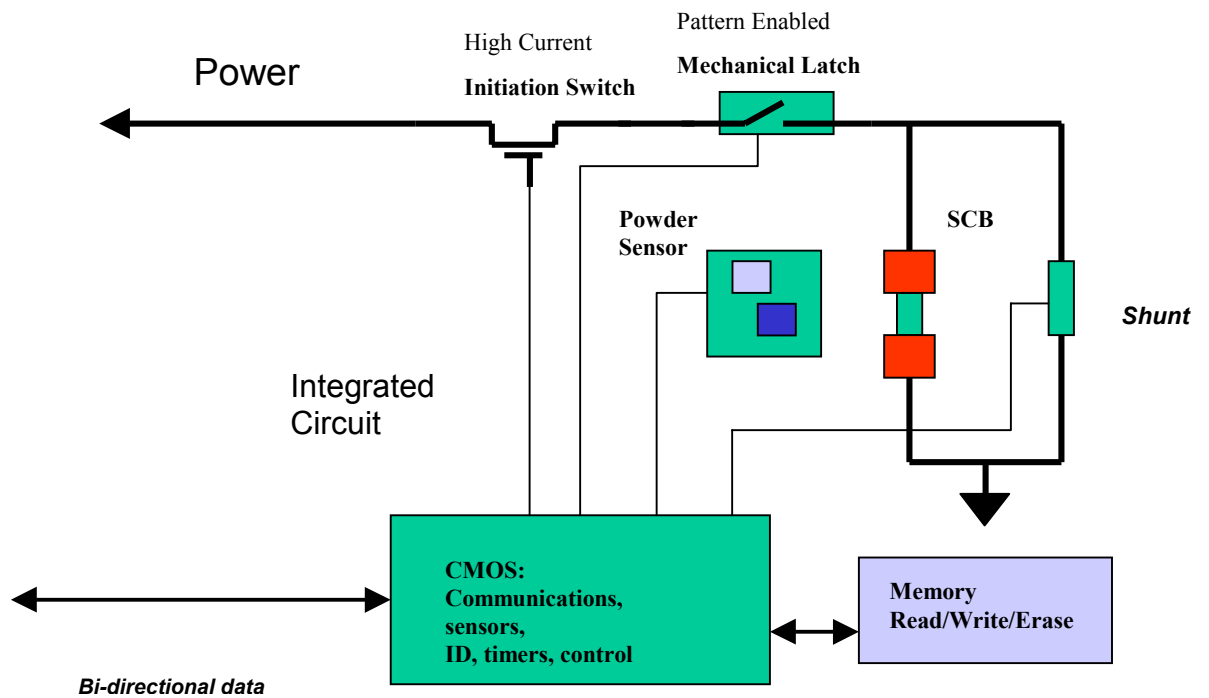 Pattern Enabled
Mechanical Latch
High Current
Initiation Switch
Power
Powder
Sensor
SCB
Shunt
Integrated
Circuit
CMOS:
Communications,
sensors,
ID, timers, control
Memory
Read/Write/Erase
Bi-directional data